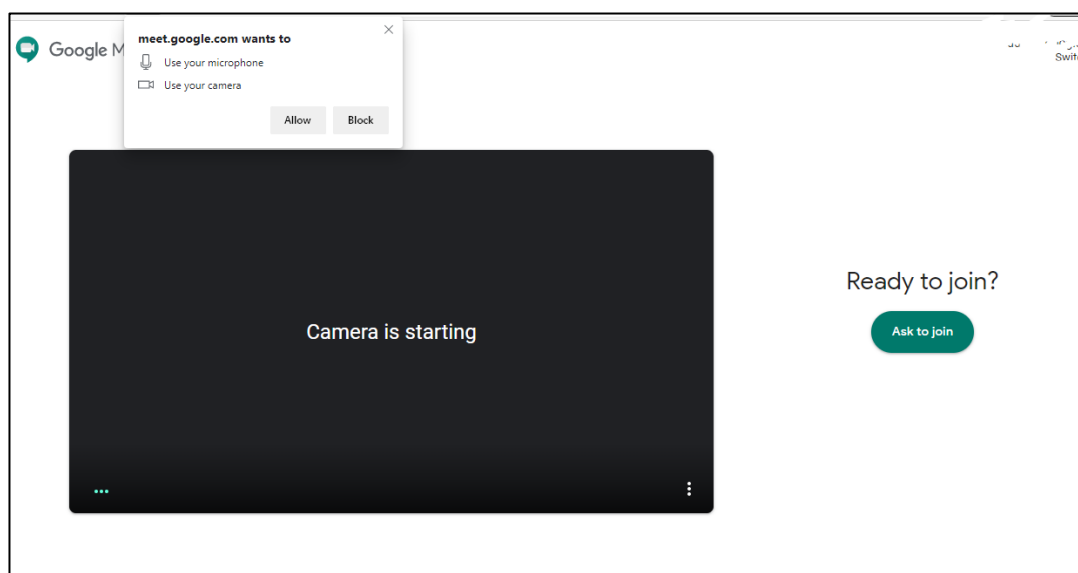 meet.google.com wants to
Google M
Use your microphone
Use your camera
Allow Block
Camera is starting
Ready to join?
Ask to join